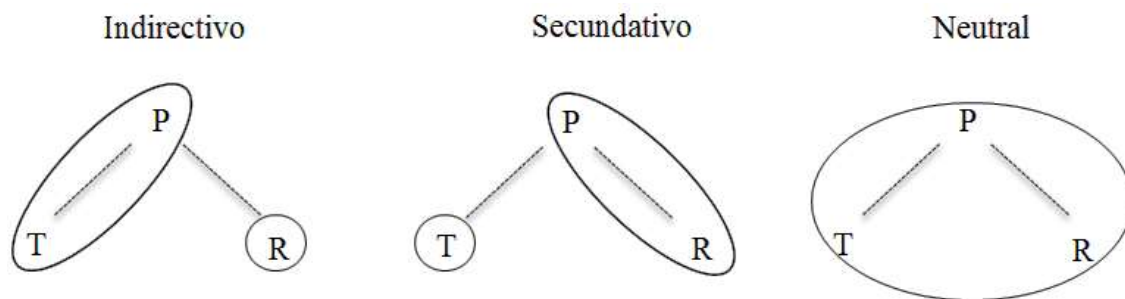 Indirectivo Secundativo Neutral
P P P
T R T R T R